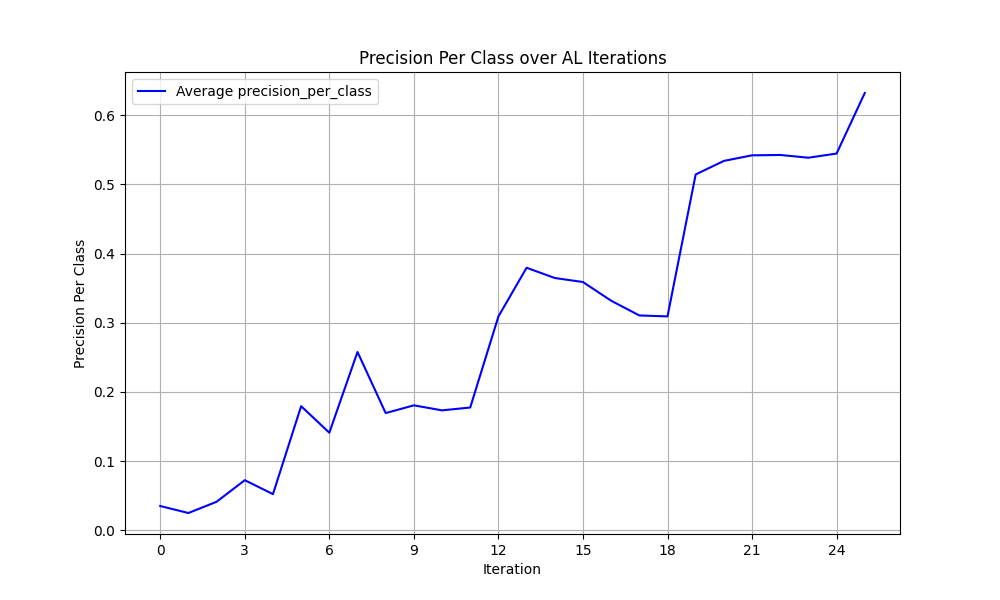 Precision Per Class over AL Iterations
Average precision_per_class
Precision Per Class
0.6
0.5
0.4
0.3
0.2
0.1
0.0
0 3 6 9 12 15 18 21 24
Iteration